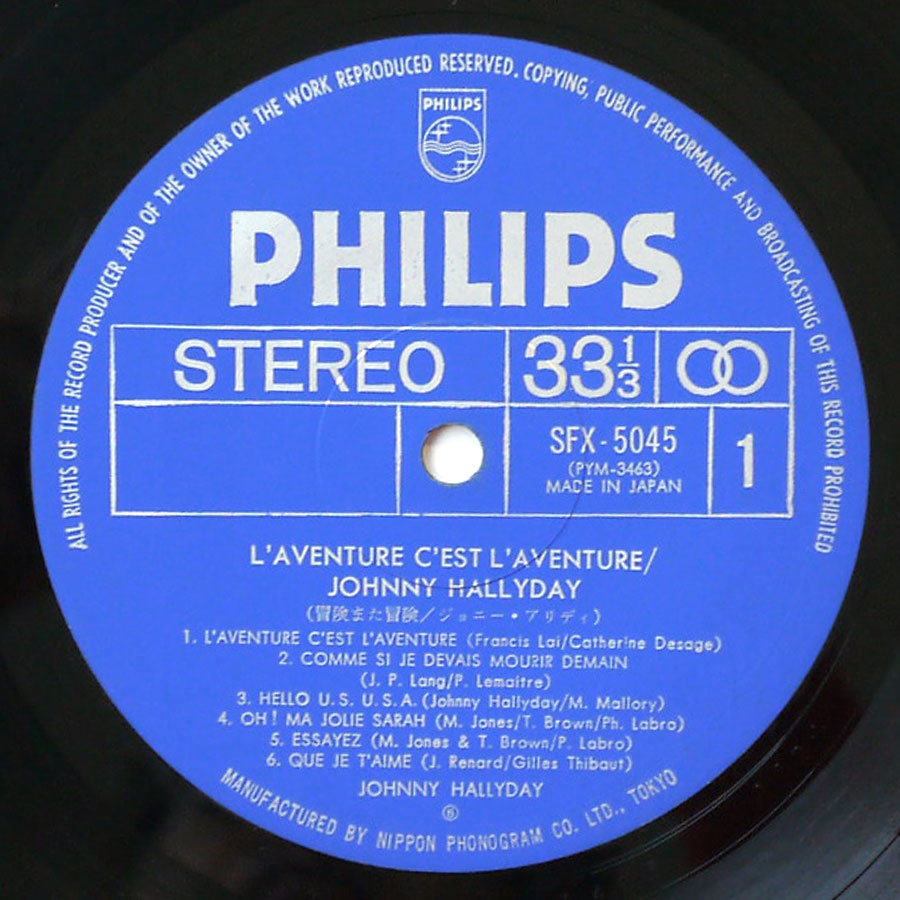 ALL RIGHTS OF THE RECORD PRODUCER AND OF THE OWNER OF THE WORK REPRODUCED RESERVED. COPYING, PUBLIC PERFORMANCE AND BROADCASTING OF THIS RECORD PROHIBITED
PHILIPS
PHILIPS
STEREO 33 1/3
SFX-5045 1
(PYM-3463)
MADE IN JAPAN
L'AVENTURE C'EST L'AVENTURE/
JOHNNY HALLYDAY
(冒険また冒険/ジョニー・アリディ)
1. L'AVENTURE C'EST L'AVENTURE (Francis Lai/Catherine Desage)
2. COMME SI JE DEVAIS MOURIR DEMAIN
(J. P. Lang/P. Lemaitre)
3. HELLO U.S. U.S.A. (Johnny Hallyday/M. Mallory)
4. OH! MA JOLIE SARAH (M. Jones/T. Brown/Ph. Labro)
5. ESSAYEZ (M. Jones & T. Brown/P. Labro)
6. QUE JE T'AIME (J. Renard/Gilles Thibaut)
JOHNNY HALLYDAY
MANUFACTURED BY NIPPON PHONOGRAM CO. LTD., TOKYO